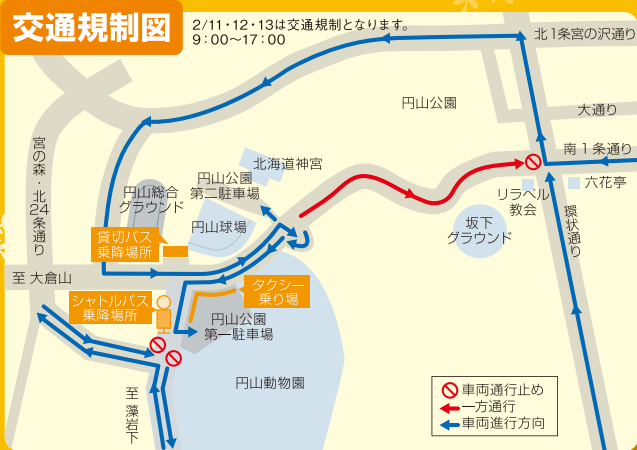 交通規制図
2/11・12・13は交通規制となります。
9：00～17：00
北1条宮の沢通り
円山公園
大通り
南1条通り
宮の森・北24条通り
北海道神宮
円山公園
第二駐車場
円山総合
グラウンド
六花亭
リラベル
教会
円山球場
坂下
グラウンド
環状通り
貸切バス
乗降場所
至 大倉山
タクシー
乗り場
シャトルバス
乗降場所
円山公園
第一駐車場
円山動物園
至 藻岩下
車両通行止め
一方通行
車両進行方向